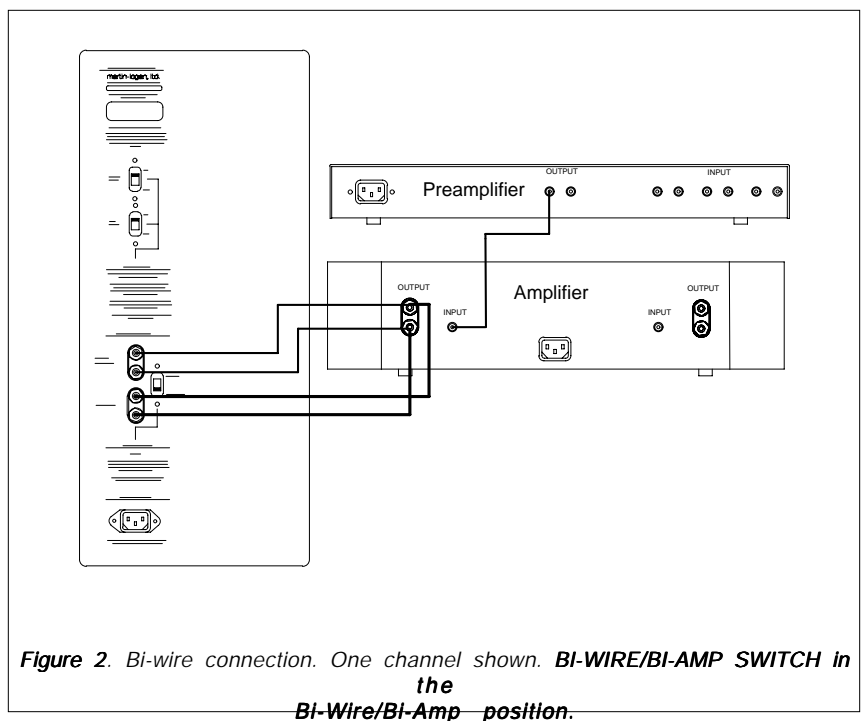 martin-logan, ltd.
OUTPUT
INPUT
Preamplifier
OUTPUT
INPUT
Amplifier
INPUT
OUTPUT
Figure 2. Bi-wire connection. One channel shown. BI-WIRE/BI-AMP SWITCH in
the
Bi-Wire/Bi-Amp position.